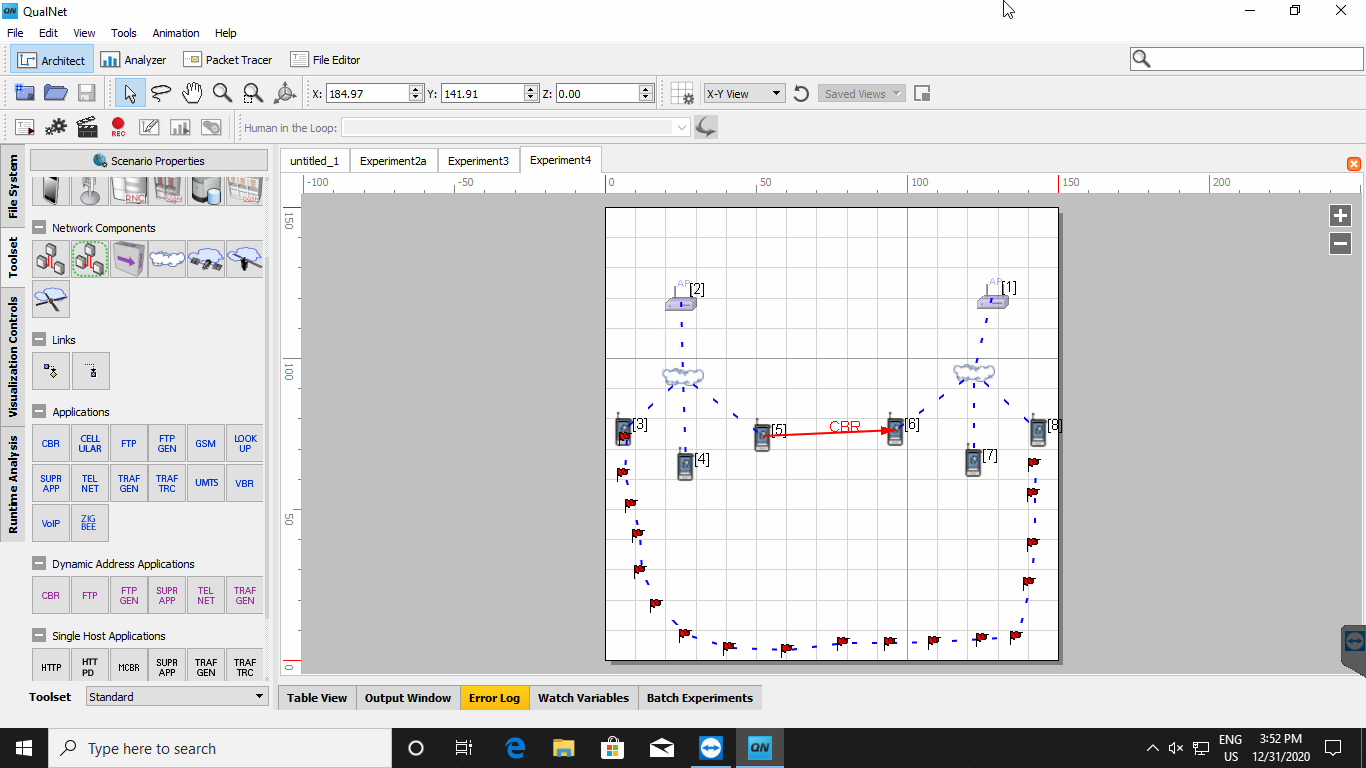 QualNet
File Edit View Tools Animation Help
Architect Analyzer Packet Tracer File Editor
X: 184.97 Y: 141.91 Z: 0.00 X-Y View Saved Views
REC Human in the Loop:
Scenario Properties
untitled_1 Experiment2a Experiment3 Experiment4
-100 -50 0 50 100 150 200
File System
Toolset
Visualization Controls
Runtime Analysis
RNC
Network Components
Links
Applications
CBR CELL ULAR FTP FTP GEN GSM LOOK UP
SUPR APP TEL NET TRAF GEN TRAF TRC UMTS VBR
VoIP ZIG BEE
Dynamic Address Applications
CBR FTP FTP GEN SUPR APP TEL NET TRAF GEN
Single Host Applications
HTTP HTT PD MCBR SUPR APP TRAF GEN TRAF TRC
Toolset Standard
150
100
50
0
AP [2]
AP [1]
[3]
[5]
CBR
[6]
[8]
[4]
[7]
Table View Output Window Error Log Watch Variables Batch Experiments
Type here to search
QN
ENG
US
3:52 PM
12/31/2020